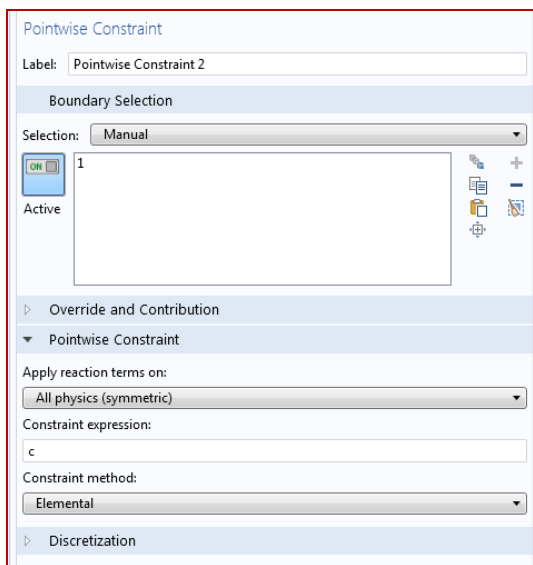 Pointwise Constraint
Label: Pointwise Constraint 2
Boundary Selection
Selection: Manual
ON 1
Active
Override and Contribution
Pointwise Constraint
Apply reaction terms on:
All physics (symmetric)
Constraint expression:
c
Constraint method:
Elemental
Discretization